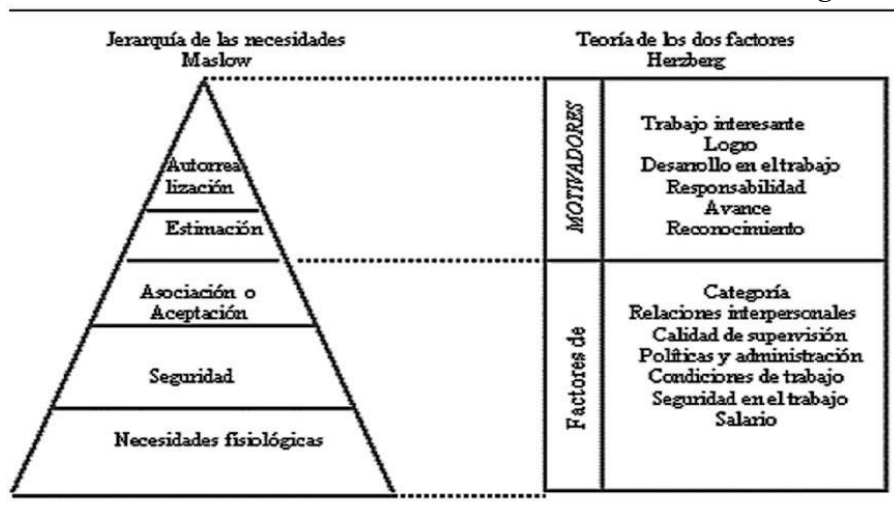 Jerarquía de las necesidades
Maslow
Autorrea
lización
Estimación
Asociación o
Aceptación
Seguridad
Necesidades fisiológicas
Teoría de los dos factores
Herzberg
MOTIVADORES
Trabajo interesante
Logro
Desarrollo en el trabajo
Responsabilidad
Avance
Reconocimiento
Factores de
Categoría
Relaciones interpersonales
Calidad de supervisión
Políticas y administración
Condiciones de trabajo
Seguridad en el trabajo
Salario